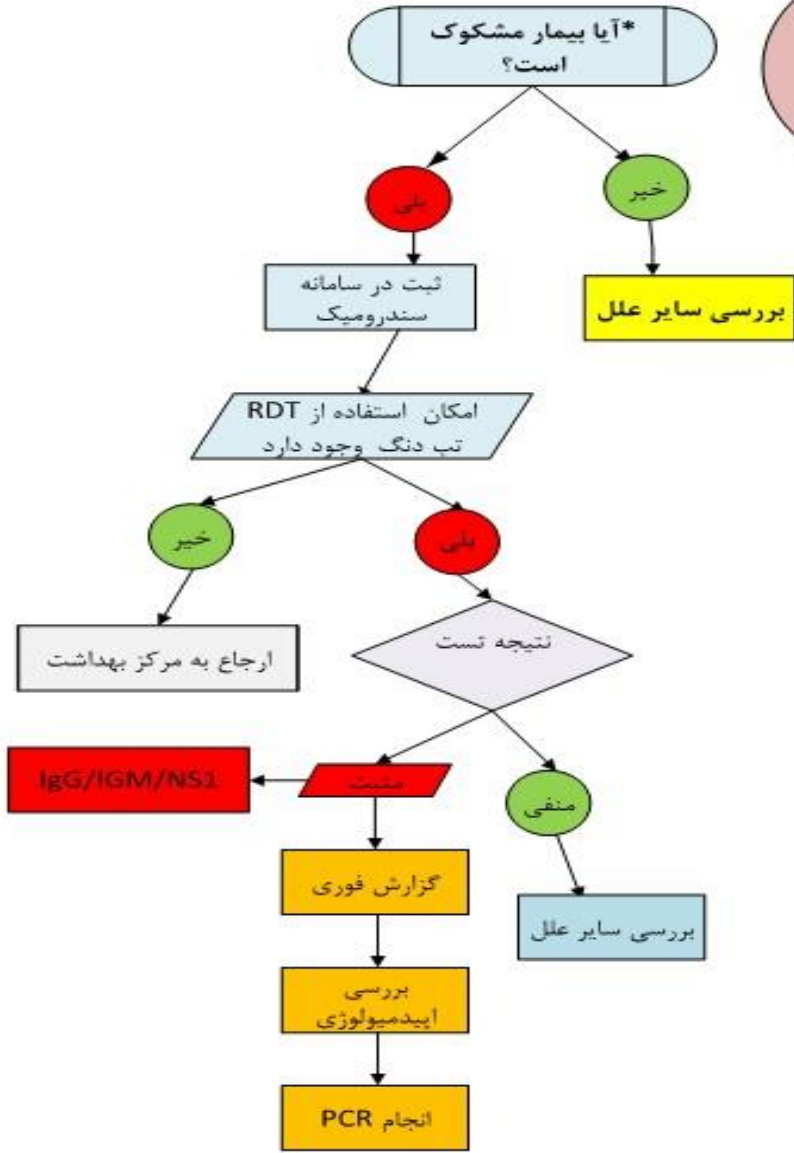 *آیا بیمار مشکوک
است؟
خیر
بلی
ثبت در سامانه
سندرومیک
بررسی سایر علل
امکان استفاده از RDT
تب دنگ وجود دارد
خیر
بلی
نتیجه تست
ارجاع به مرکز بهداشت
مثبت
IgG/IGM/NS1
منفی
گزارش فوری
بررسی سایر علل
بررسی
اپیدمیولوژی
انجام PCR